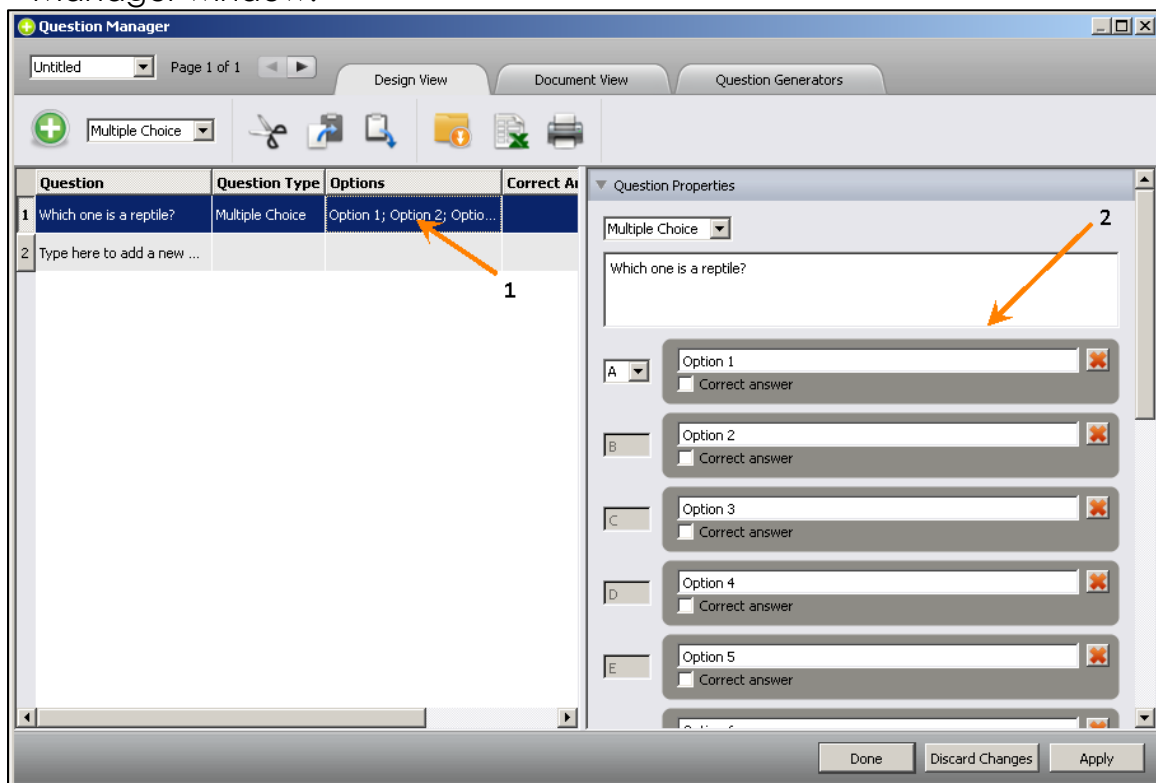 Manager window.
Question Manager
Untitled Page 1 of 1 Design View Document View Question Generators
Multiple Choice
Question Question Type Options Correct A
1 Which one is a reptile? Multiple Choice Option 1; Option 2; Optio...
2 Type here to add a new ...
1
Question Properties
Multiple Choice
2
Which one is a reptile?
A Option 1
Correct answer
B Option 2
Correct answer
C Option 3
Correct answer
D Option 4
Correct answer
E Option 5
Correct answer
Done Discard Changes Apply